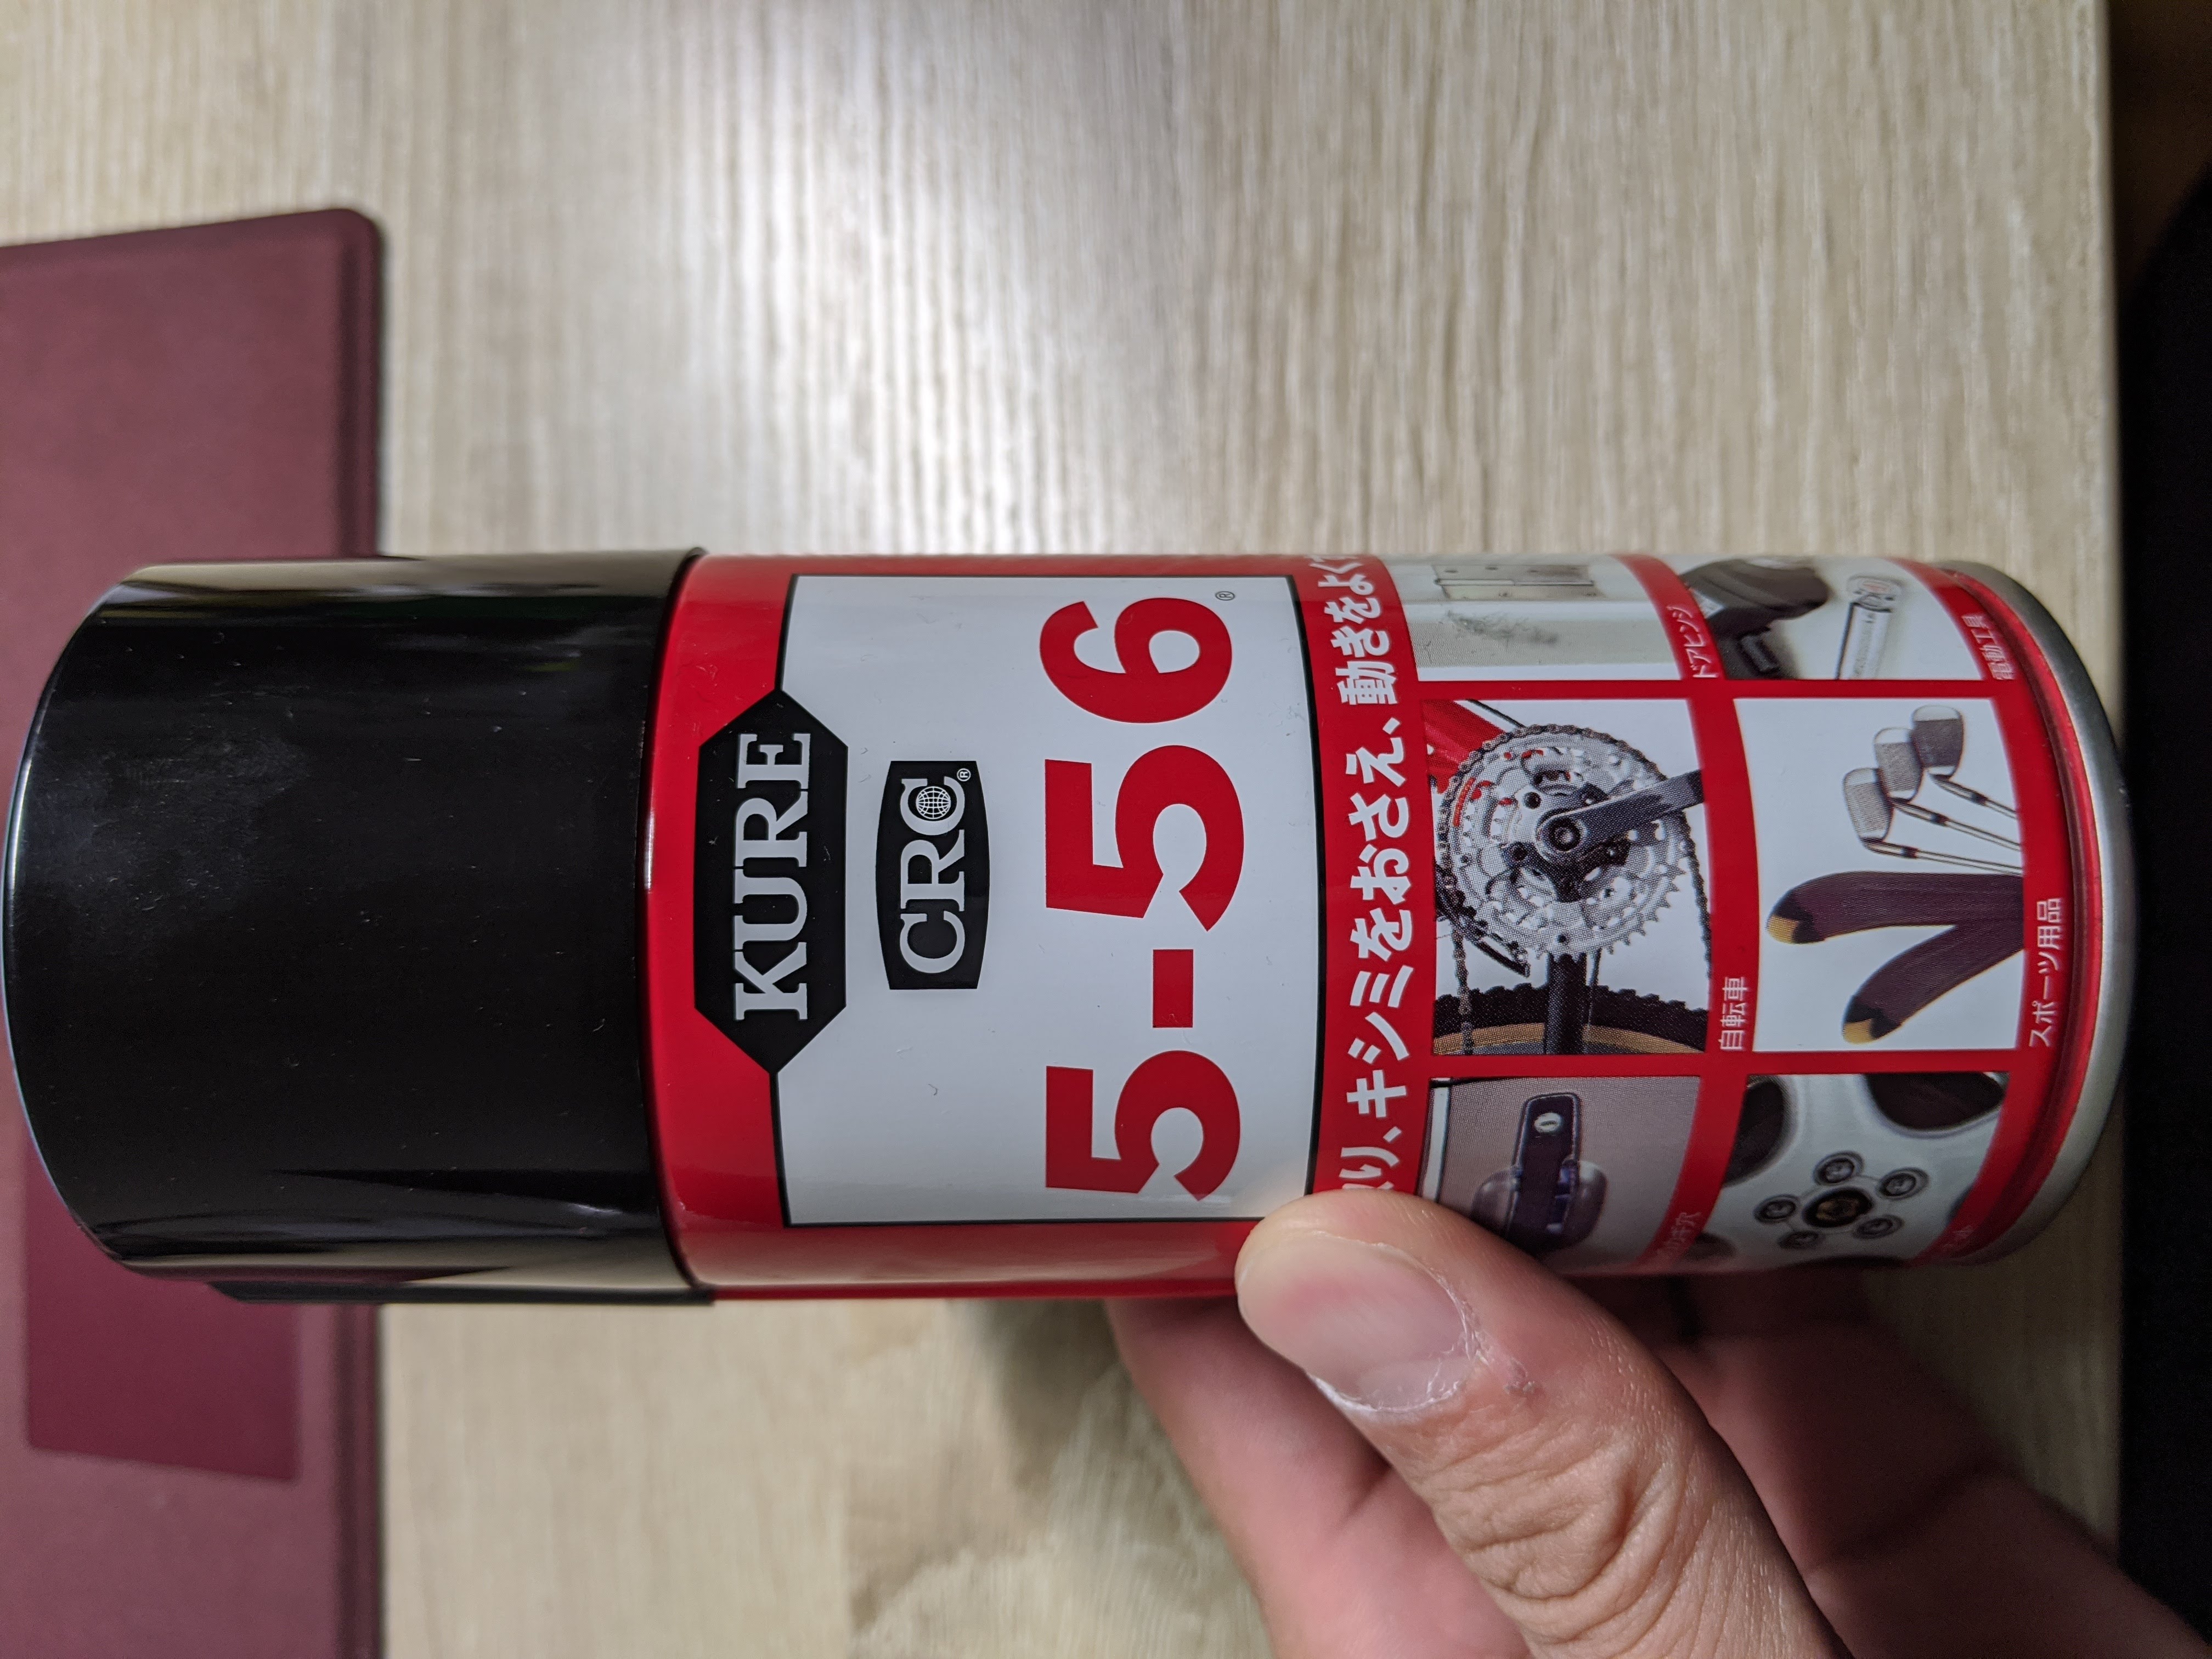 KURE
CRC®
5-56®
り、キシミをおさえ、動きをよく
自転車
ドアヒンジ
スポーツ用品
電動工具